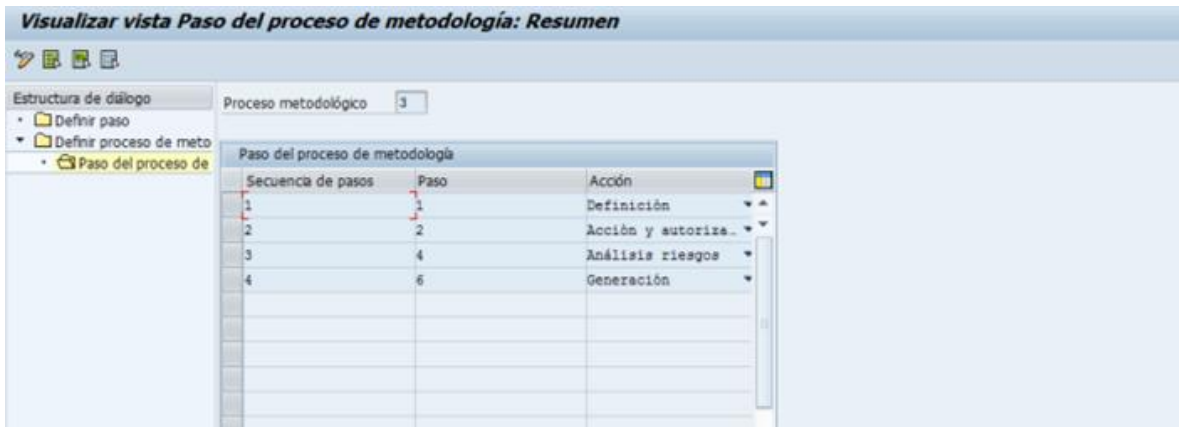 Visualizar vista Paso del proceso de metodología: Resumen
Estructura de diálogo
Definir paso
Definir proceso de meto
Paso del proceso de
Proceso metodológico 3
Paso del proceso de metodología
Secuencia de pasos Paso Acción
1 1 Definición
2 2 Acción y autoriza..
3 4 Análisis riesgos
4 6 Generación